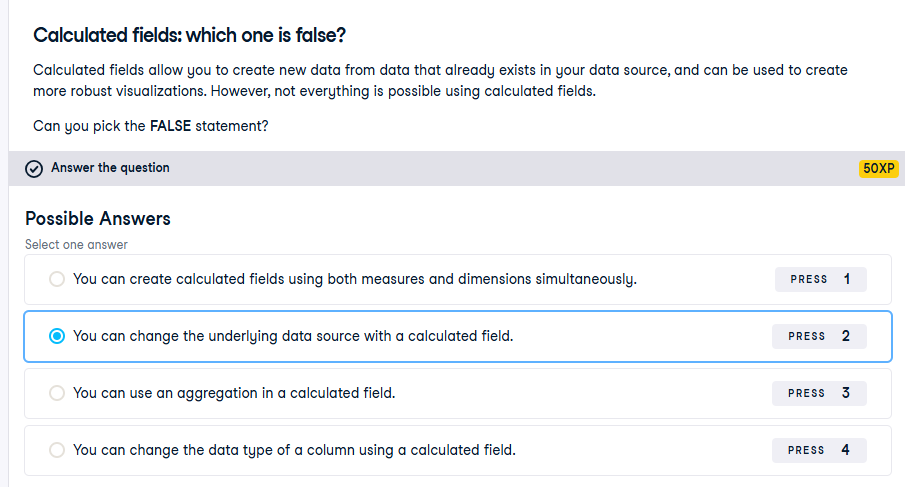 Calculated fields: which one is false?
Calculated fields allow you to create new data from data that already exists in your data source, and can be used to create
more robust visualizations. However, not everything is possible using calculated fields.
Can you pick the FALSE statement?
Answer the question
50XP
Possible Answers
Select one answer
You can create calculated fields using both measures and dimensions simultaneously.
PRESS 1
You can change the underlying data source with a calculated field.
PRESS 2
You can use an aggregation in a calculated field.
PRESS 3
You can change the data type of a column using a calculated field.
PRESS 4